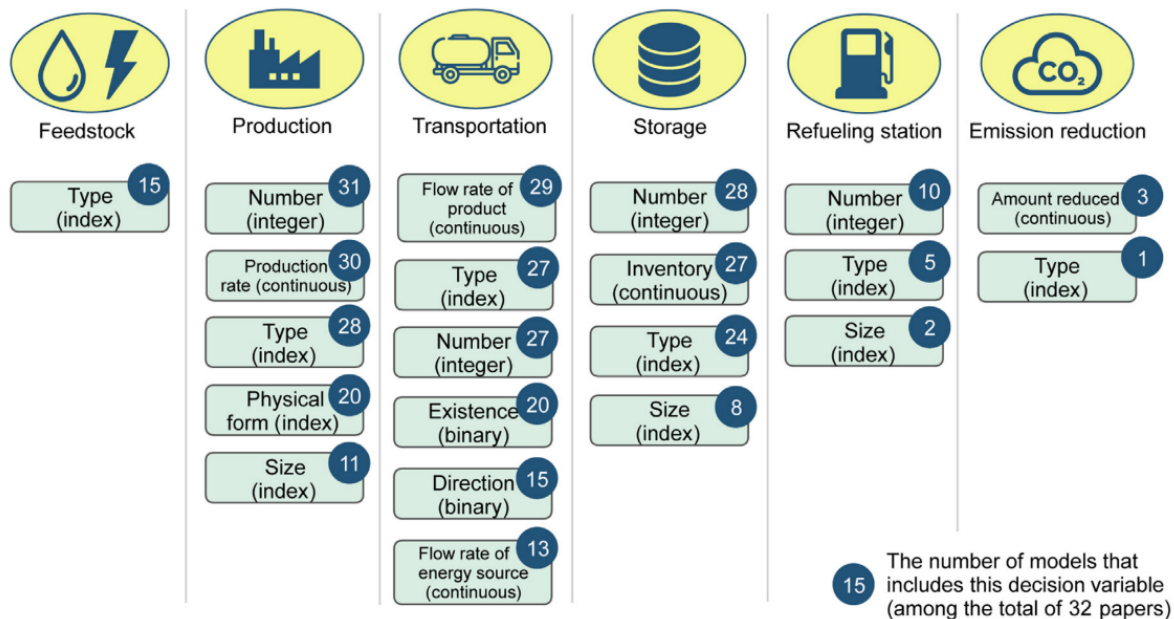 CO₂
Feedstock
Production
Transportation
Storage
Refueling station
Emission reduction
Type
(index)
15
Number
(integer)
31
Production
rate (continuous)
30
Type
(index)
28
Physical
form (index)
20
Size
(index)
11
Flow rate of
product
(continuous)
29
Type
(index)
27
Number
(integer)
27
Existence
(binary)
20
Direction
(binary)
15
Flow rate of
energy source
(continuous)
13
Number
(integer)
28
Inventory
(continuous)
27
Type
(index)
24
Size
(index)
8
Number
(integer)
10
Type
(index)
5
Size
(index)
2
Amount reduced
(continuous)
3
Type
(index)
1
15
The number of models that
includes this decision variable
(among the total of 32 papers)